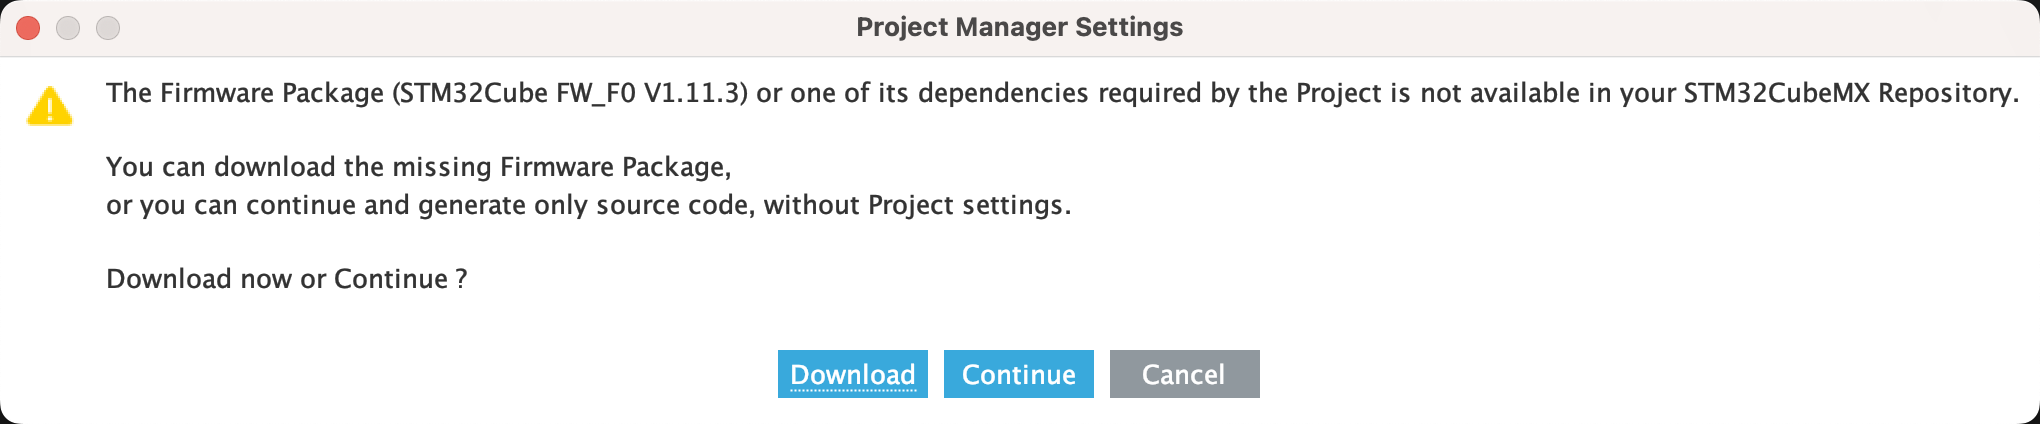 Project Manager Settings
The Firmware Package (STM32Cube FW_F0 V1.11.3) or one of its dependencies required by the Project is not available in your STM32CubeMX Repository.
You can download the missing Firmware Package,
or you can continue and generate only source code, without Project settings.
Download now or Continue ?
Download Continue Cancel